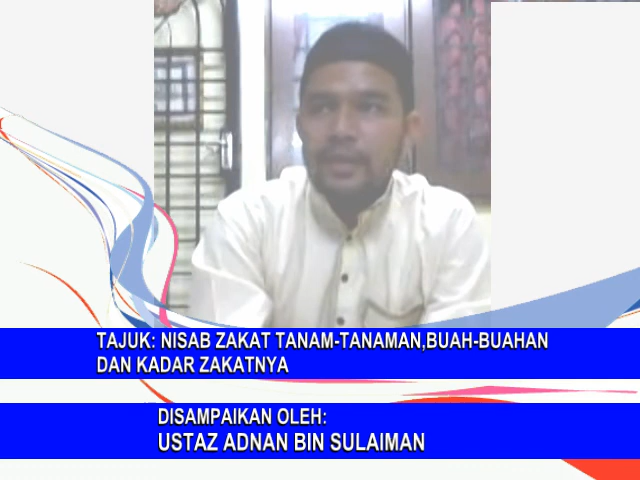 TAJUK: NISAB ZAKAT TANAM-TANAMAN,BUAH-BUAHAN
DAN KADAR ZAKATNYA
DISAMPAIKAN OLEH:
USTAZ ADNAN BIN SULAIMAN